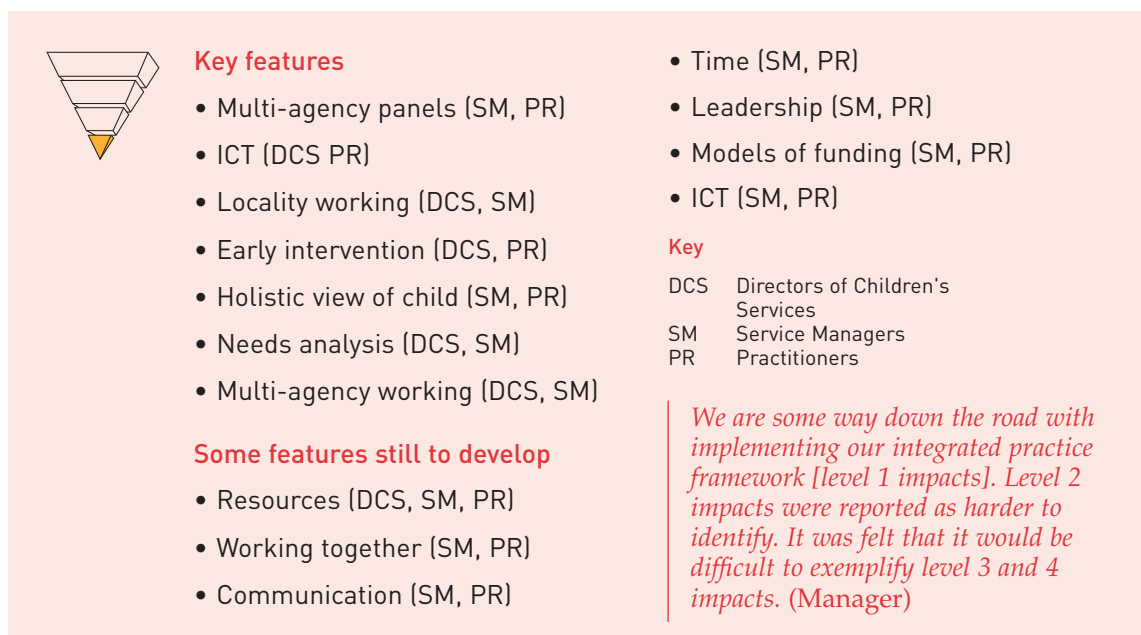 Key features
• Multi-agency panels (SM, PR)
• ICT (DCS PR)
• Locality working (DCS, SM)
• Early intervention (DCS, PR)
• Holistic view of child (SM, PR)
• Needs analysis (DCS, SM)
• Multi-agency working (DCS, SM)
Some features still to develop
• Resources (DCS, SM, PR)
• Working together (SM, PR)
• Communication (SM, PR)
• Time (SM, PR)
• Leadership (SM, PR)
• Models of funding (SM, PR)
• ICT (SM, PR)
Key
DCS Directors of Children's
Services
SM Service Managers
PR Practitioners
We are some way down the road with
implementing our integrated practice
framework [level 1 impacts]. Level 2
impacts were reported as harder to
identify. It was felt that it would be
difficult to exemplify level 3 and 4
impacts. (Manager)